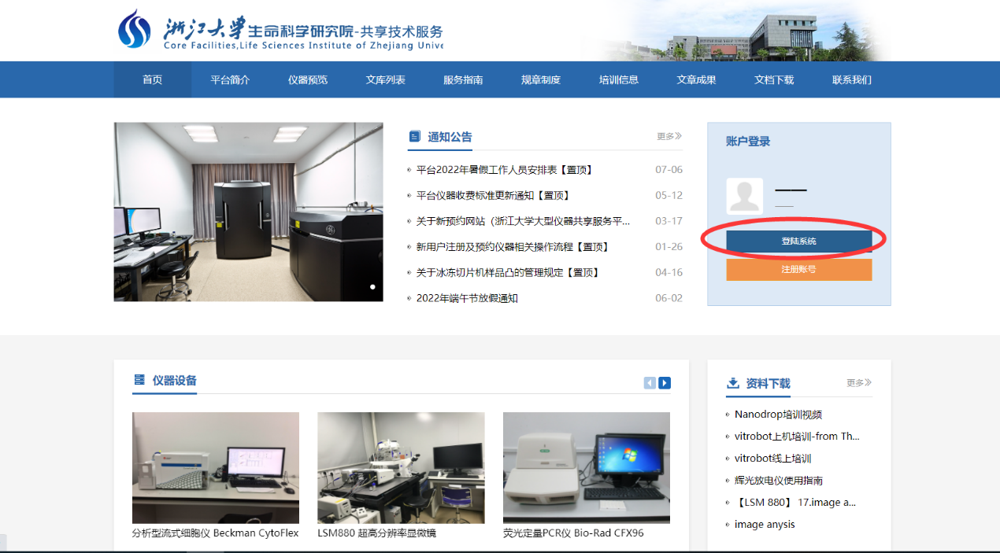 浙江大学生命科学研究院-共享技术服务
Core Facilities,Life Sciences Institute of Zhejiang Unive
首页 平台简介 仪器预览 文库列表 服务指南 规章制度 培训信息 文章成果 文档下载 联系我们
通知公告 更多
平台2022年暑假工作人员安排表【置顶】 07-06
平台仪器收费标准更新通知【置顶】 05-12
关于新预约网站（浙江大学大型仪器共享服务平... 03-17
新用户注册及预约仪器相关操作流程【置顶】 01-26
关于冰冻切片机样品凸的管理规定【置顶】 04-16
2022年端午节放假通知 06-02
账户登录
登陆系统
注册账号
仪器设备
分析型流式细胞仪 Beckman CytoFlex
LSM880 超高分辨率显微镜
荧光定量PCR仪 Bio-Rad CFX96
资料下载 更多
Nanodrop培训视频
vitrobot上机培训-from Th...
vitrobot线上培训
辉光放电仪使用指南
【LSM 880】 17.image a...
image anysis